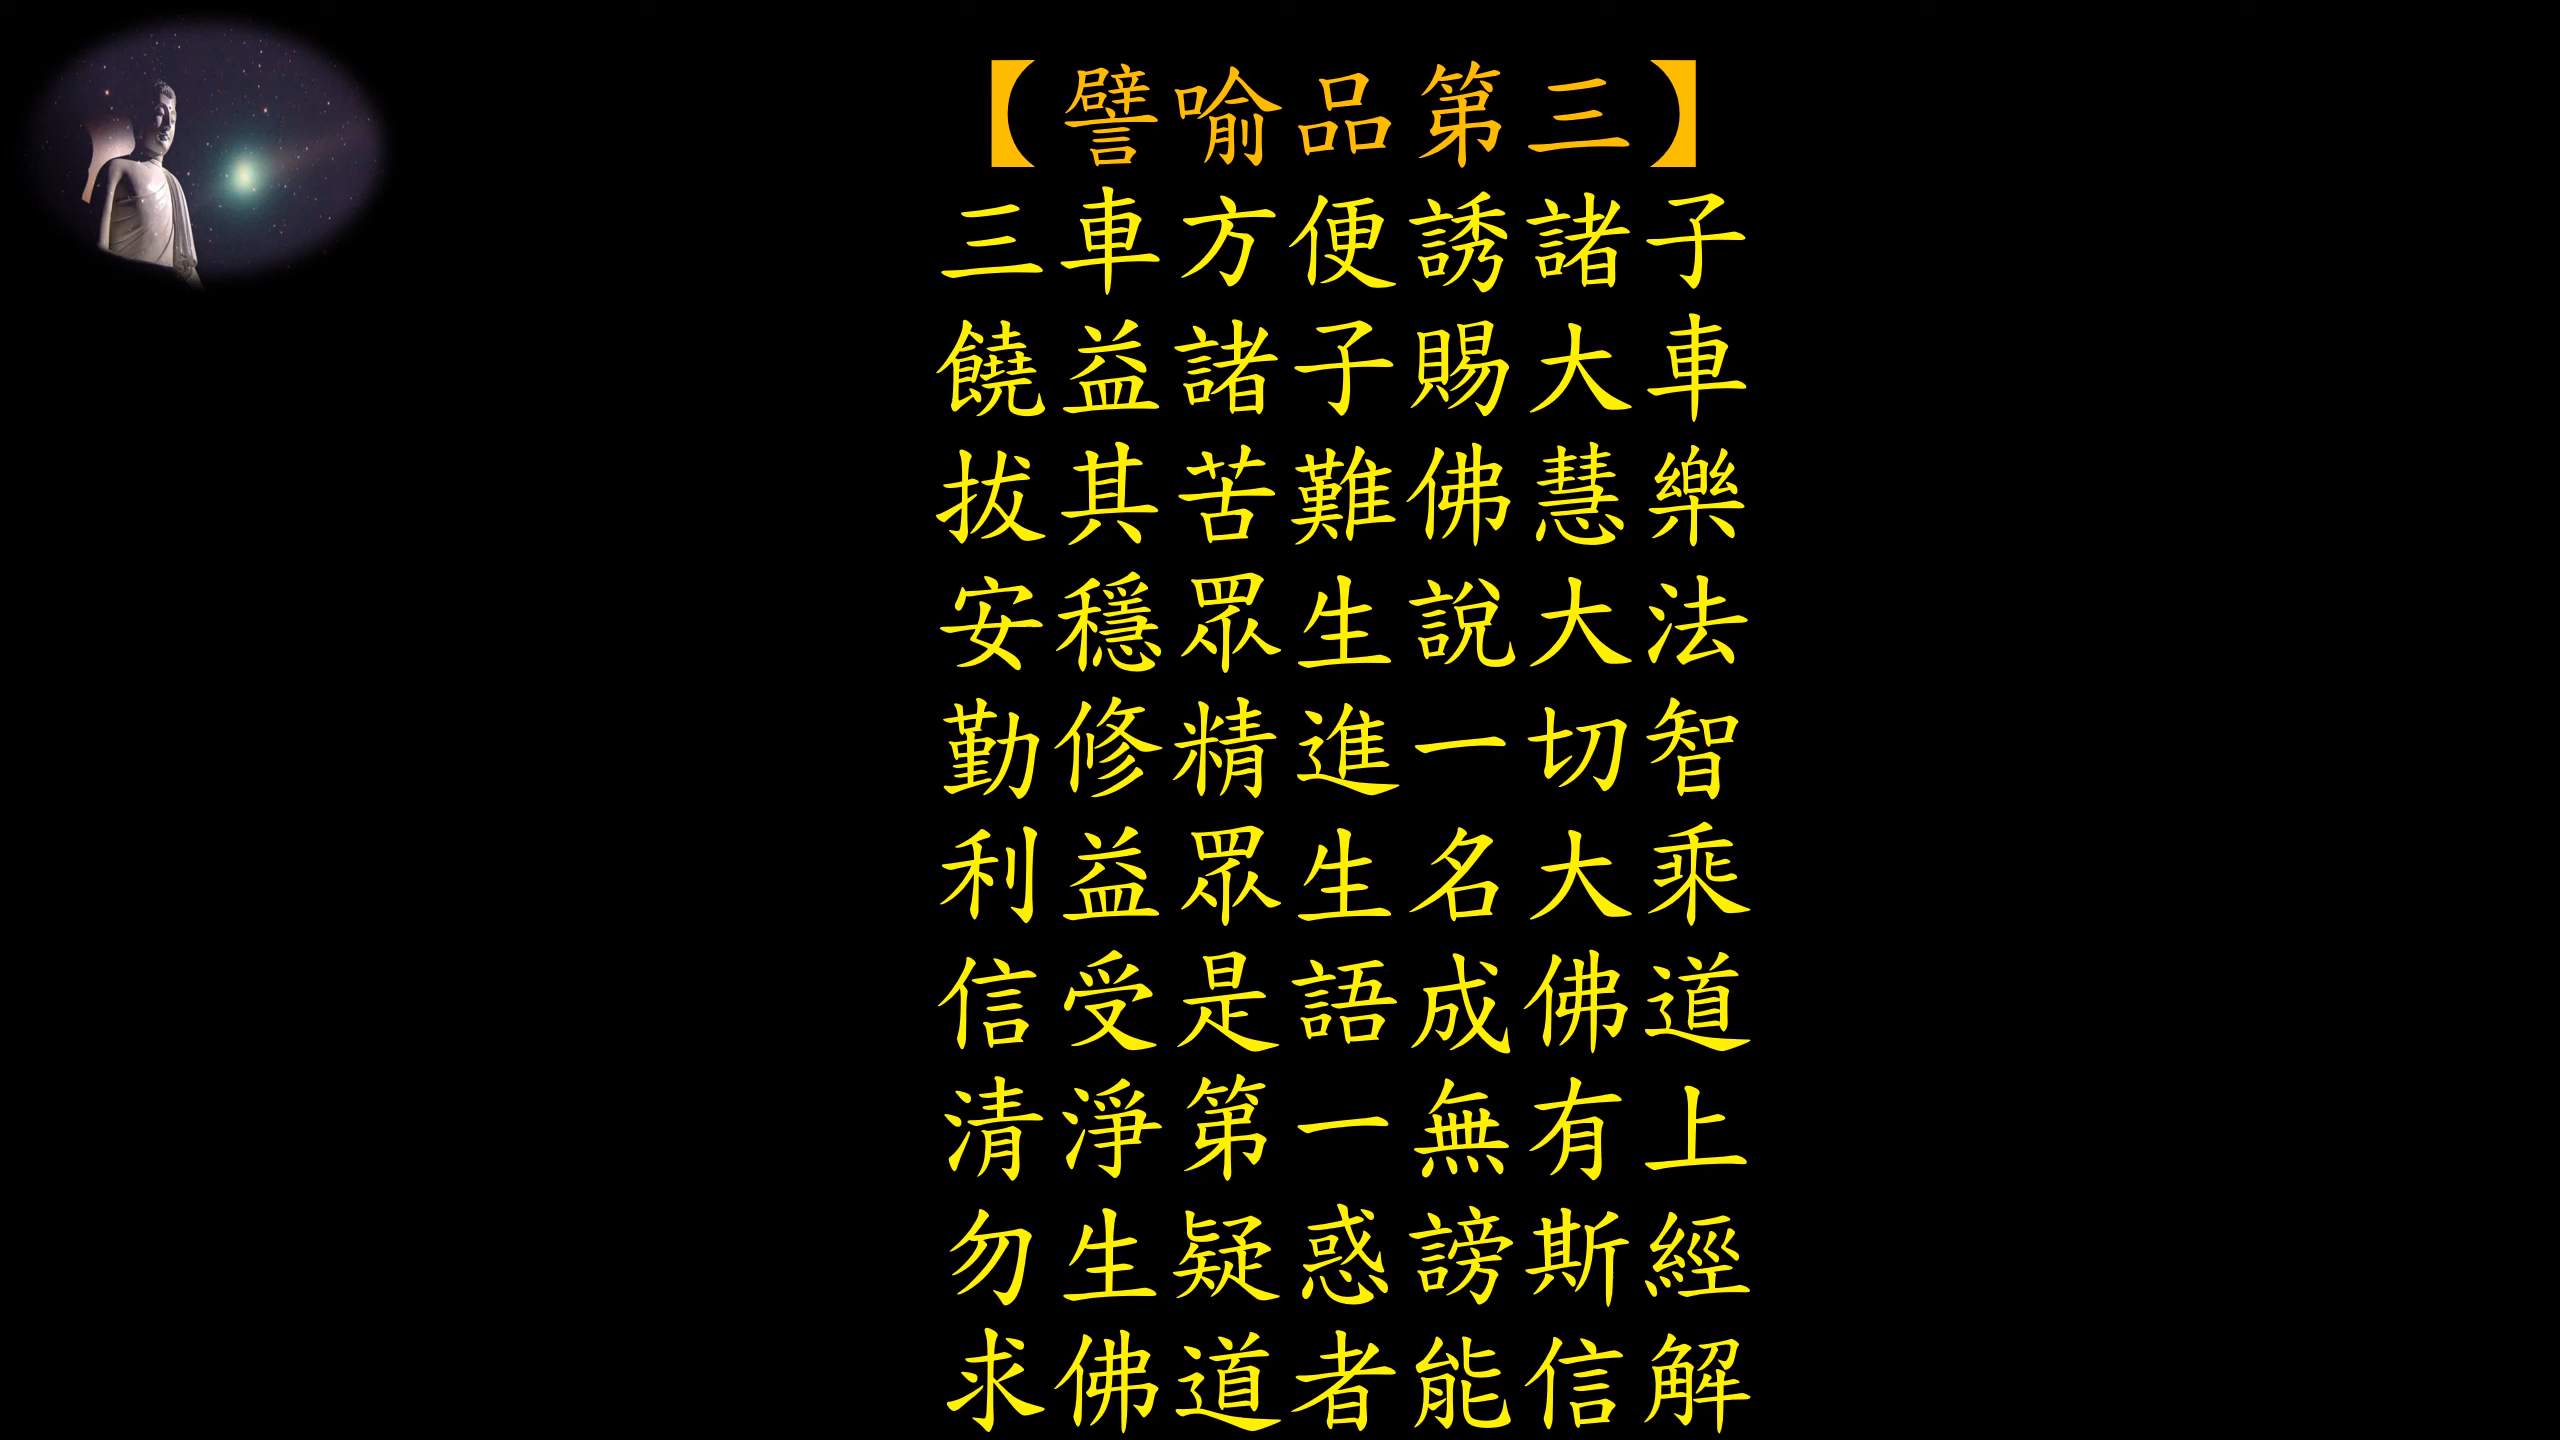 【譬喻品第三】
三車方便誘諸子
饒益諸子賜大車
拔其苦難佛慧樂
安穩眾生說大法
勤修精進一切智
利益眾生名大乘
信受是語成佛道
清淨第一無有上
勿生疑惑謗斯經
求佛道者能信解